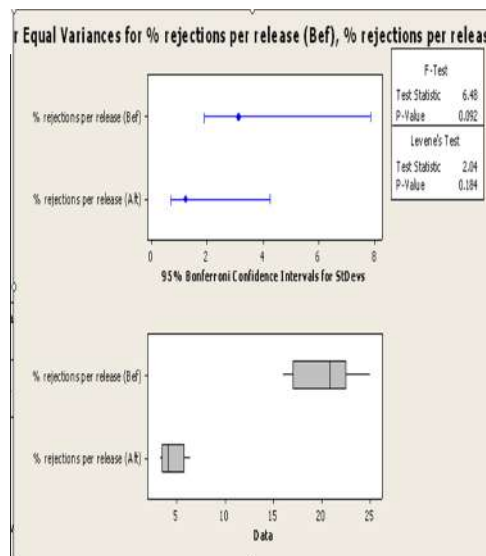 r Equal Variances for % rejections per release (Bef), % rejections per releas
F-Test
Test Statistic 6.48
P-Value 0.092
Levene's Test
Test Statistic 2.04
P-Value 0.184
% rejections per release (Bef)
% rejections per release (Aft)
0 2 4 6 8
95% Bonferroni Confidence Intervals for StDevs
% rejections per release (Bef)
% rejections per release (Aft)
5 10 15 20 25
Data